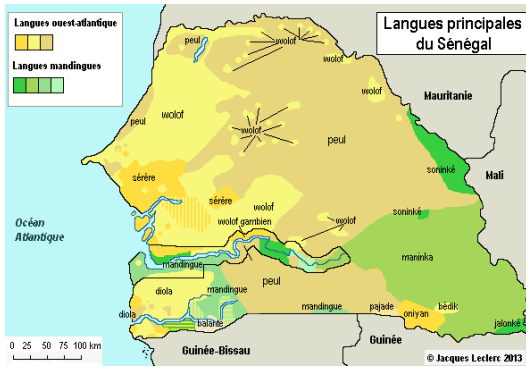 Langues ouest-atlantique
Langues mandingues
Langues principales
du Sénégal
peul
wolof
wolof
peul
wolof
wolof
Mauritanie
wolof
peul
sérère
soninké
Mali
sérère
wolof
soninké
wolof gambien
wolof
Océan
Atlantique
mandingue
maninka
diola
mandingue
peul
diola
balante
mandingue
pajade
oniyan
bédik
jalonké
0 25 50 75 100 km
Guinée-Bissau
Guinée
© Jacques Leclerc 2013